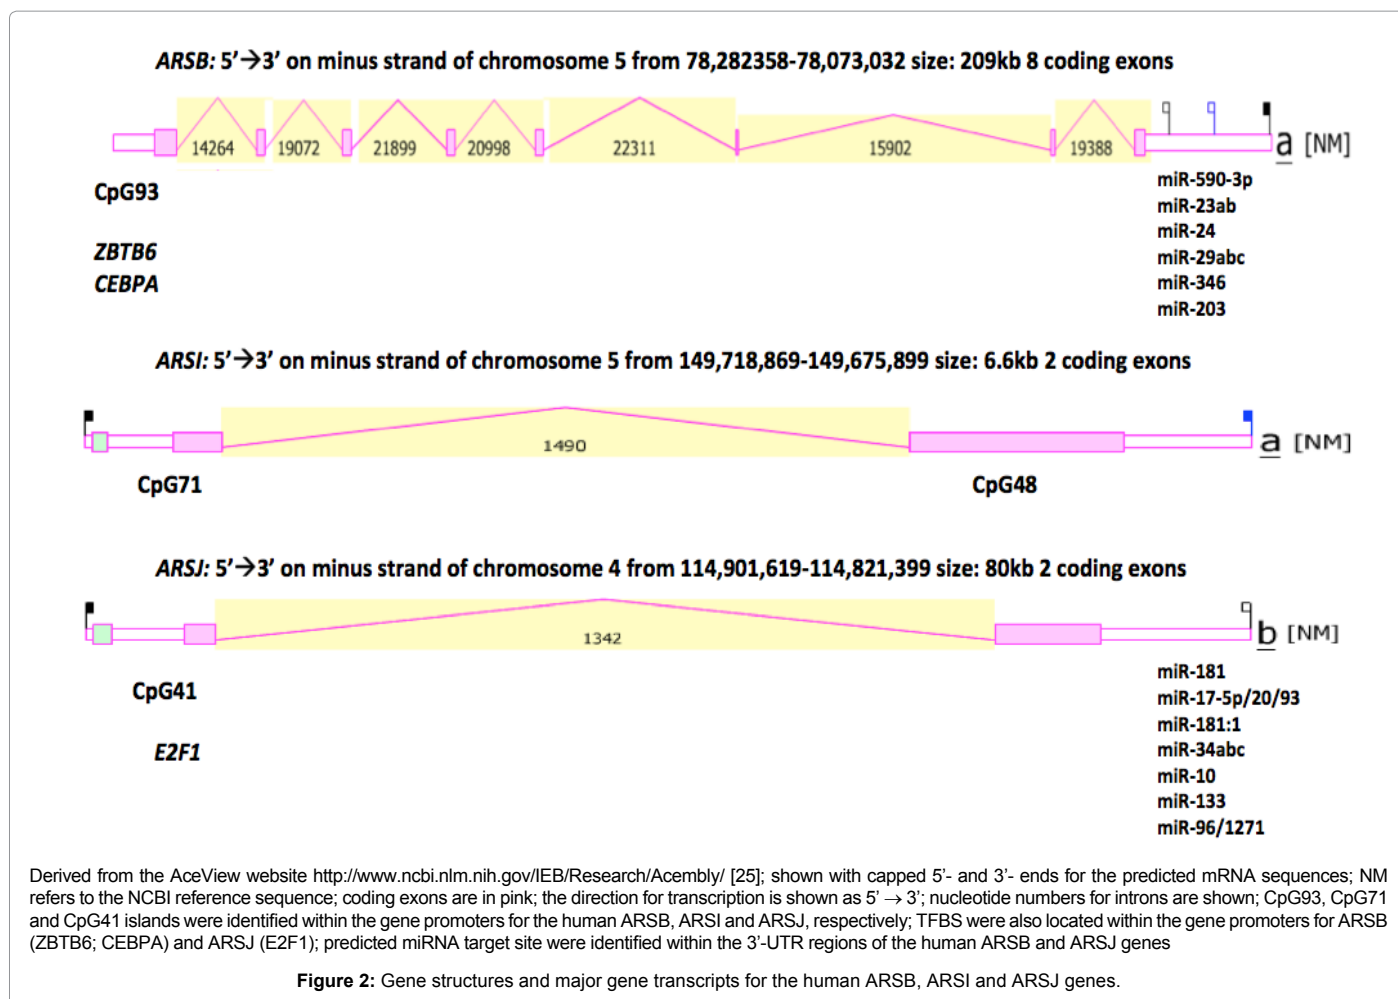 ARSB: 5’→3’ on minus strand of chromosome 5 from 78,282358-78,073,032 size: 209kb 8 coding exons
14264 19072 21899 20998 22311 15902 19388 a [NM]
CpG93
ZBTB6
CEBPA
miR-590-3p
miR-23ab
miR-24
miR-29abc
miR-346
miR-203
ARSI: 5’→3’ on minus strand of chromosome 5 from 149,718,869-149,675,899 size: 6.6kb 2 coding exons
1490 a [NM]
CpG71 CpG48
ARSJ: 5’→3’ on minus strand of chromosome 4 from 114,901,619-114,821,399 size: 80kb 2 coding exons
1342 b [NM]
CpG41
E2F1
miR-181
miR-17-5p/20/93
miR-181:1
miR-34abc
miR-10
miR-133
miR-96/1271
Derived from the AceView website http://www.ncbi.nlm.nih.gov/IEB/Research/Acembly/ [25]; shown with capped 5’- and 3’- ends for the predicted mRNA sequences; NM
refers to the NCBI reference sequence; coding exons are in pink; the direction for transcription is shown as 5’ → 3’; nucleotide numbers for introns are shown; CpG93, CpG71
and CpG41 islands were identified within the gene promoters for the human ARSB, ARSI and ARSJ, respectively; TFBS were also located within the gene promoters for ARSB
(ZBTB6; CEBPA) and ARSJ (E2F1); predicted miRNA target site were identified within the 3’-UTR regions of the human ARSB and ARSJ genes
Figure 2: Gene structures and major gene transcripts for the human ARSB, ARSI and ARSJ genes.